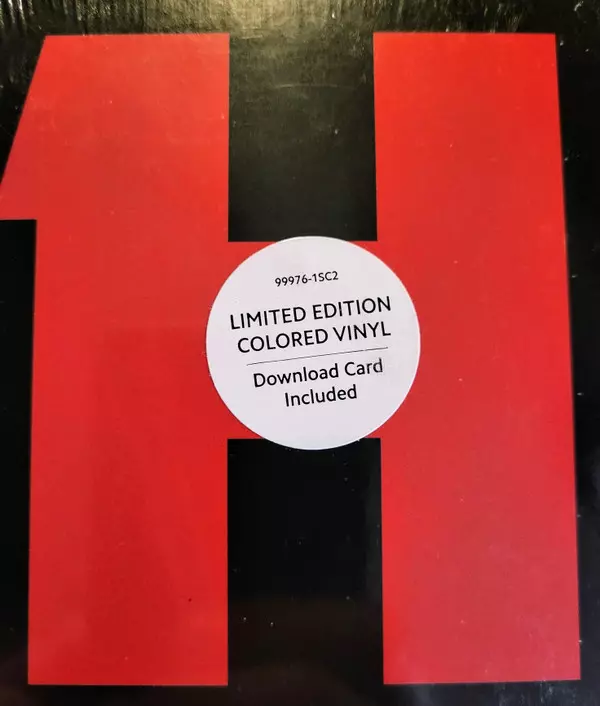 H
99976-1SC2
LIMITED EDITION
COLORED VINYL
Download Card
Included